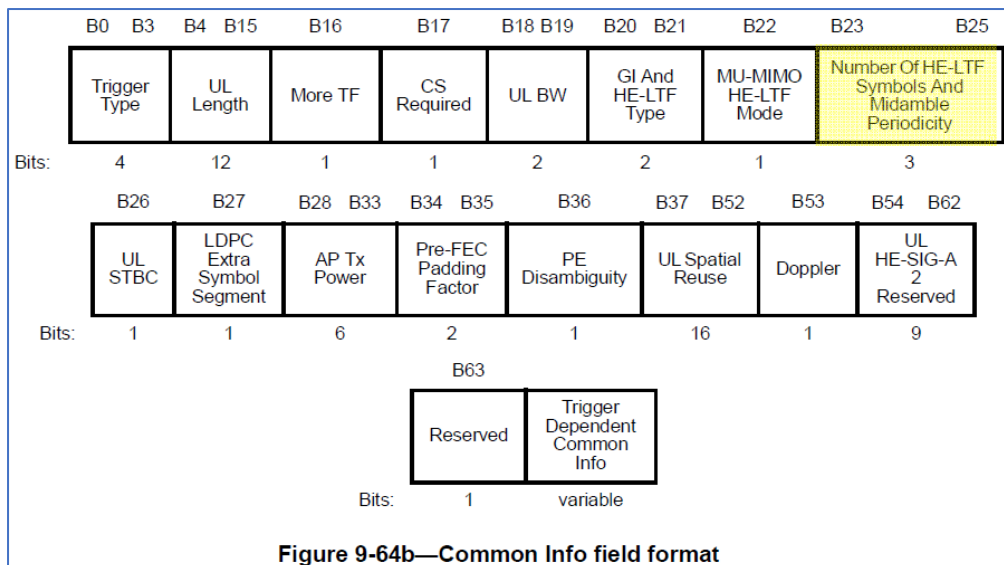 B0 B3 B4 B15 B16 B17 B18 B19 B20 B21 B22 B23 B25
Trigger Type
UL Length
More TF
CS Required
UL BW
GI And HE-LTF Type
MU-MIMO HE-LTF Mode
Number Of HE-LTF Symbols And Midamble Periodicity
Bits: 4 12 1 1 2 2 1 3
B26 B27 B28 B33 B34 B35 B36 B37 B52 B53 B54 B62
UL STBC
LDPC Extra Symbol Segment
AP Tx Power
Pre-FEC Padding Factor
PE Disambiguity
UL Spatial Reuse
Doppler
UL HE-SIG-A 2 Reserved
Bits: 1 1 6 2 1 16 1 9
B63
Reserved
Trigger Dependent Common Info
Bits: 1 variable
Figure 9-64b—Common Info field format